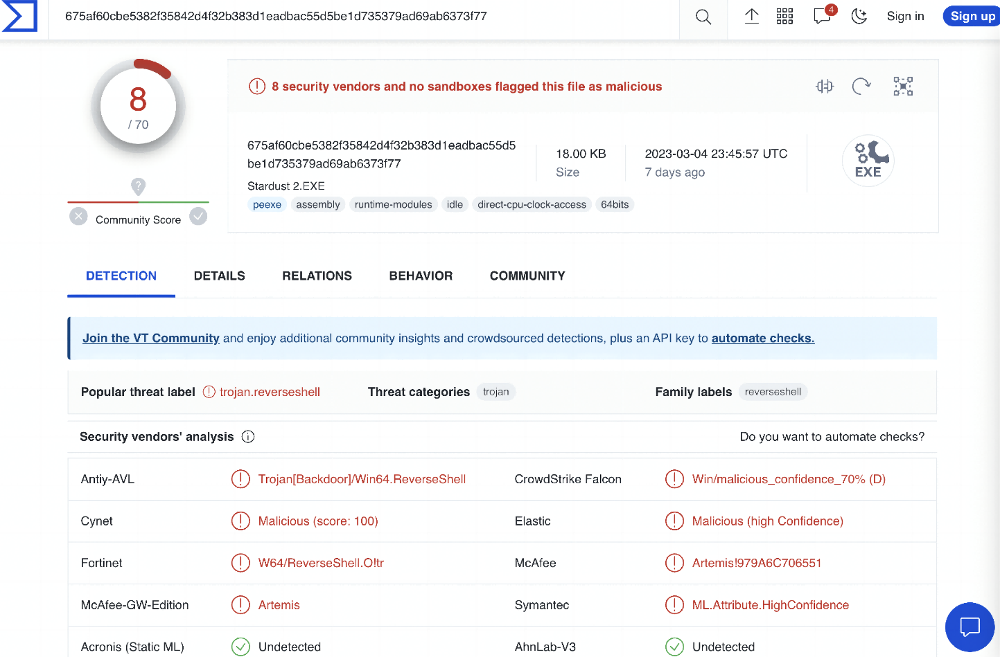 675af60cbe5382f35842d4f32b383d1eadbac55d5be1d735379ad69ab6373f77
4
Sign in
Sign up
8
/ 70
8 security vendors and no sandboxes flagged this file as malicious
675af60cbe5382f35842d4f32b383d1eadbac55d5
be1d735379ad69ab6373f77
Stardust 2.EXE
18.00 KB
Size
2023-03-04 23:45:57 UTC
7 days ago
EXE
peexe assembly runtime-modules idle direct-cpu-clock-access 64bits
?
Community Score
DETECTION DETAILS RELATIONS BEHAVIOR COMMUNITY
Join the VT Community and enjoy additional community insights and crowdsourced detections, plus an API key to automate checks.
Popular threat label trojan.reverseshell Threat categories trojan Family labels reverseshell
Security vendors' analysis Do you want to automate checks?
Antiy-AVL Trojan[Backdoor]/Win64.ReverseShell CrowdStrike Falcon Win/malicious_confidence_70% (D)
Cynet Malicious (score: 100) Elastic Malicious (high Confidence)
Fortinet W64/ReverseShell.O!tr McAfee Artemis!979A6C706551
McAfee-GW-Edition Artemis Symantec ML.Attribute.HighConfidence
Acronis (Static ML) Undetected AhnLab-V3 Undetected